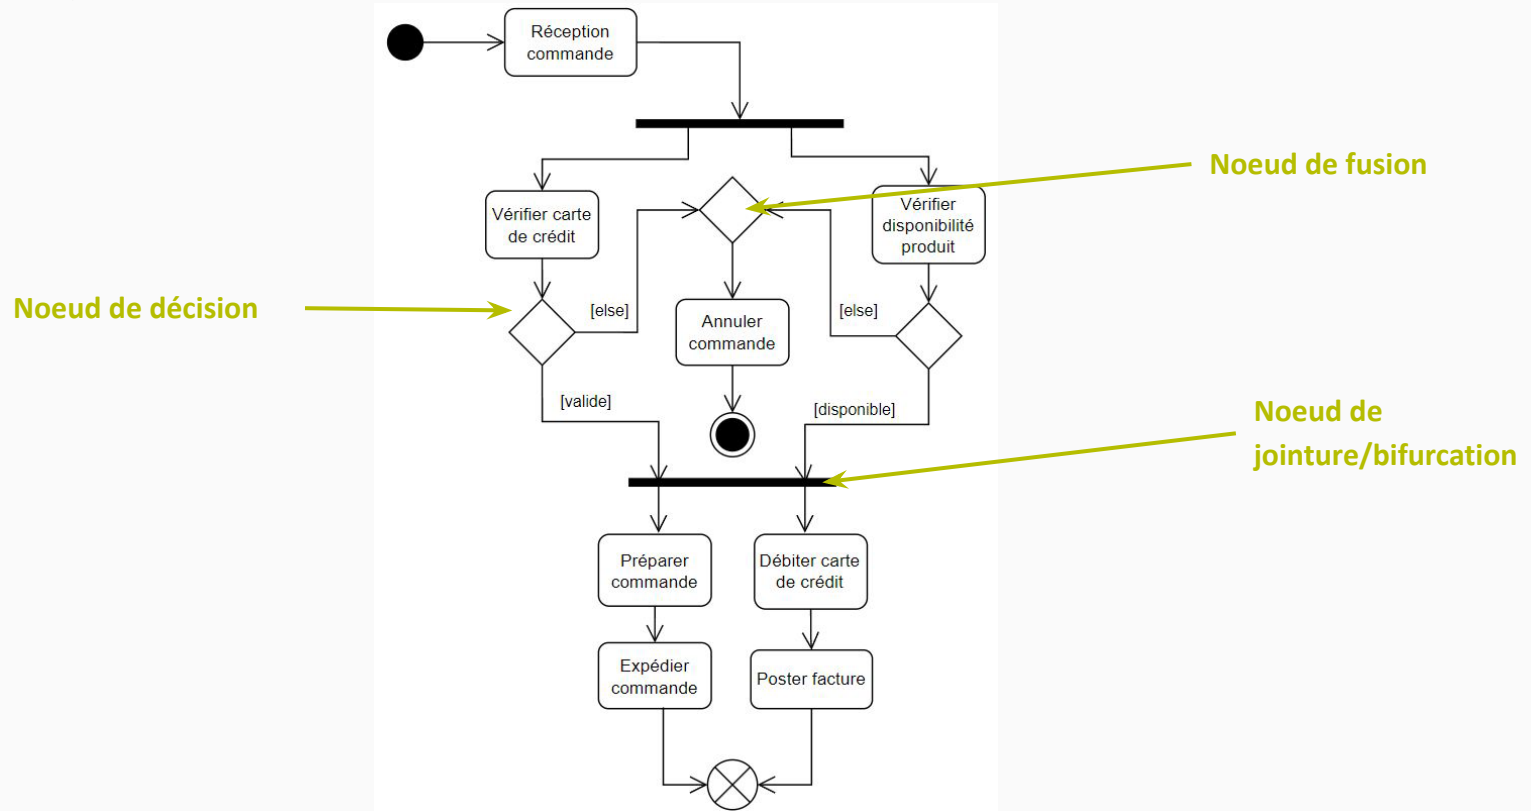 Réception
commande
Noeud de fusion
Vérifier carte
de crédit
Vérifier
disponibilité
produit
Noeud de décision
[else]
Annuler
commande
[else]
[valide]
[disponible]
Noeud de
jointure/bifurcation
Préparer
commande
Débiter carte
de crédit
Expédier
commande
Poster facture